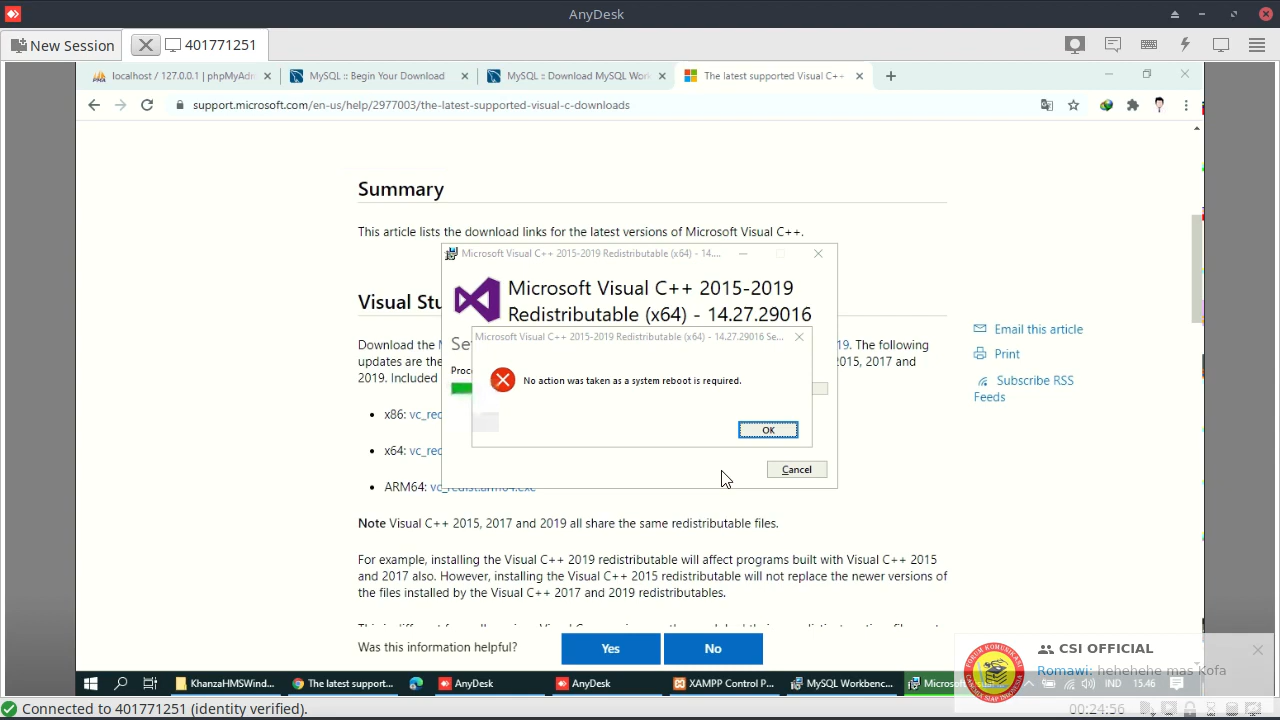 AnyDesk
New Session
401771251
localhost / 127.0.0.1 | phpMyAdm
MySQL :: Begin Your Download
MySQL :: Download MySQL Wor
The latest supported Visual C++
support.microsoft.com/en-us/help/2977003/the-latest-supported-visual-c-downloads
Summary
This article lists the download links for the latest versions of Microsoft Visual C++.
Microsoft Visual C++ 2015-2019 Redistributable (x64) - 14....
Microsoft Visual C++ 2015-2019
Redistributable (x64) - 14.27.29016
Visual Stu
Microsoft Visual C++ 2015-2019 Redistributable (x64) - 14.27.29016 Se...
Download the
19. The following
updates are the
015, 2017 and
2019. Included
Proce
No action was taken as a system reboot is required.
OK
Cancel
x86: vc_red
x64: vc_red
ARM64: vc_redist.arm64.exe
Email this article
Print
Subscribe RSS
Feeds
Note Visual C++ 2015, 2017 and 2019 all share the same redistributable files.
For example, installing the Visual C++ 2019 redistributable will affect programs built with Visual C++ 2015
and 2017 also. However, installing the Visual C++ 2015 redistributable will not replace the newer versions of
the files installed by the Visual C++ 2017 and 2019 redistributables.
Was this information helpful?
Yes
No
CSI OFFICIAL
Romawi: hehehehe mas Kofa
KhanzaHMSWind...
The latest support...
AnyDesk
AnyDesk
XAMPP Control P...
MySQL Workbenc...
Microso
IND
15.46
Connected to 401771251 (identity verified).
00:24:56